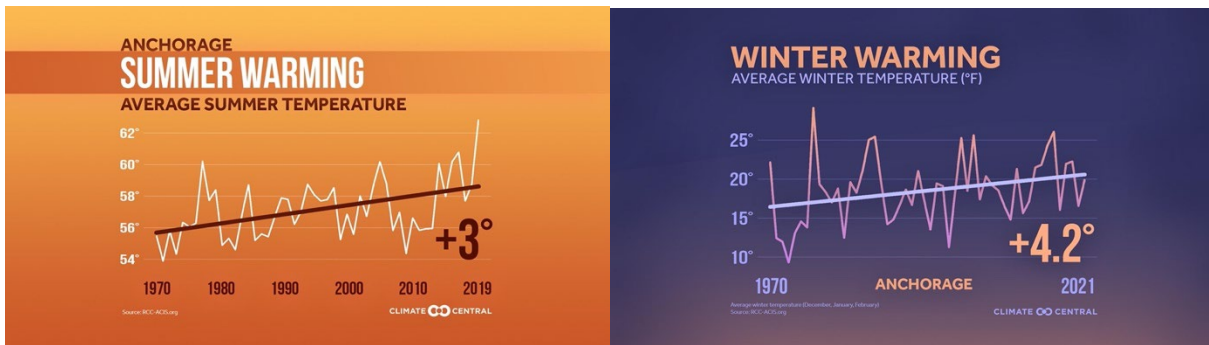 ANCHORAGE
SUMMER WARMING
AVERAGE SUMMER TEMPERATURE
62°
60°
58°
56°
54°
+3°
1970 1980 1990 2000 2010 2019
Source: RCC-ACIS.org
CLIMATE CENTRAL
WINTER WARMING
AVERAGE WINTER TEMPERATURE (°F)
25°
20°
15°
10°
+4.2°
1970 ANCHORAGE 2021
Average winter temperature (December, January, February)
Source: RCC-ACIS.org
CLIMATE CENTRAL